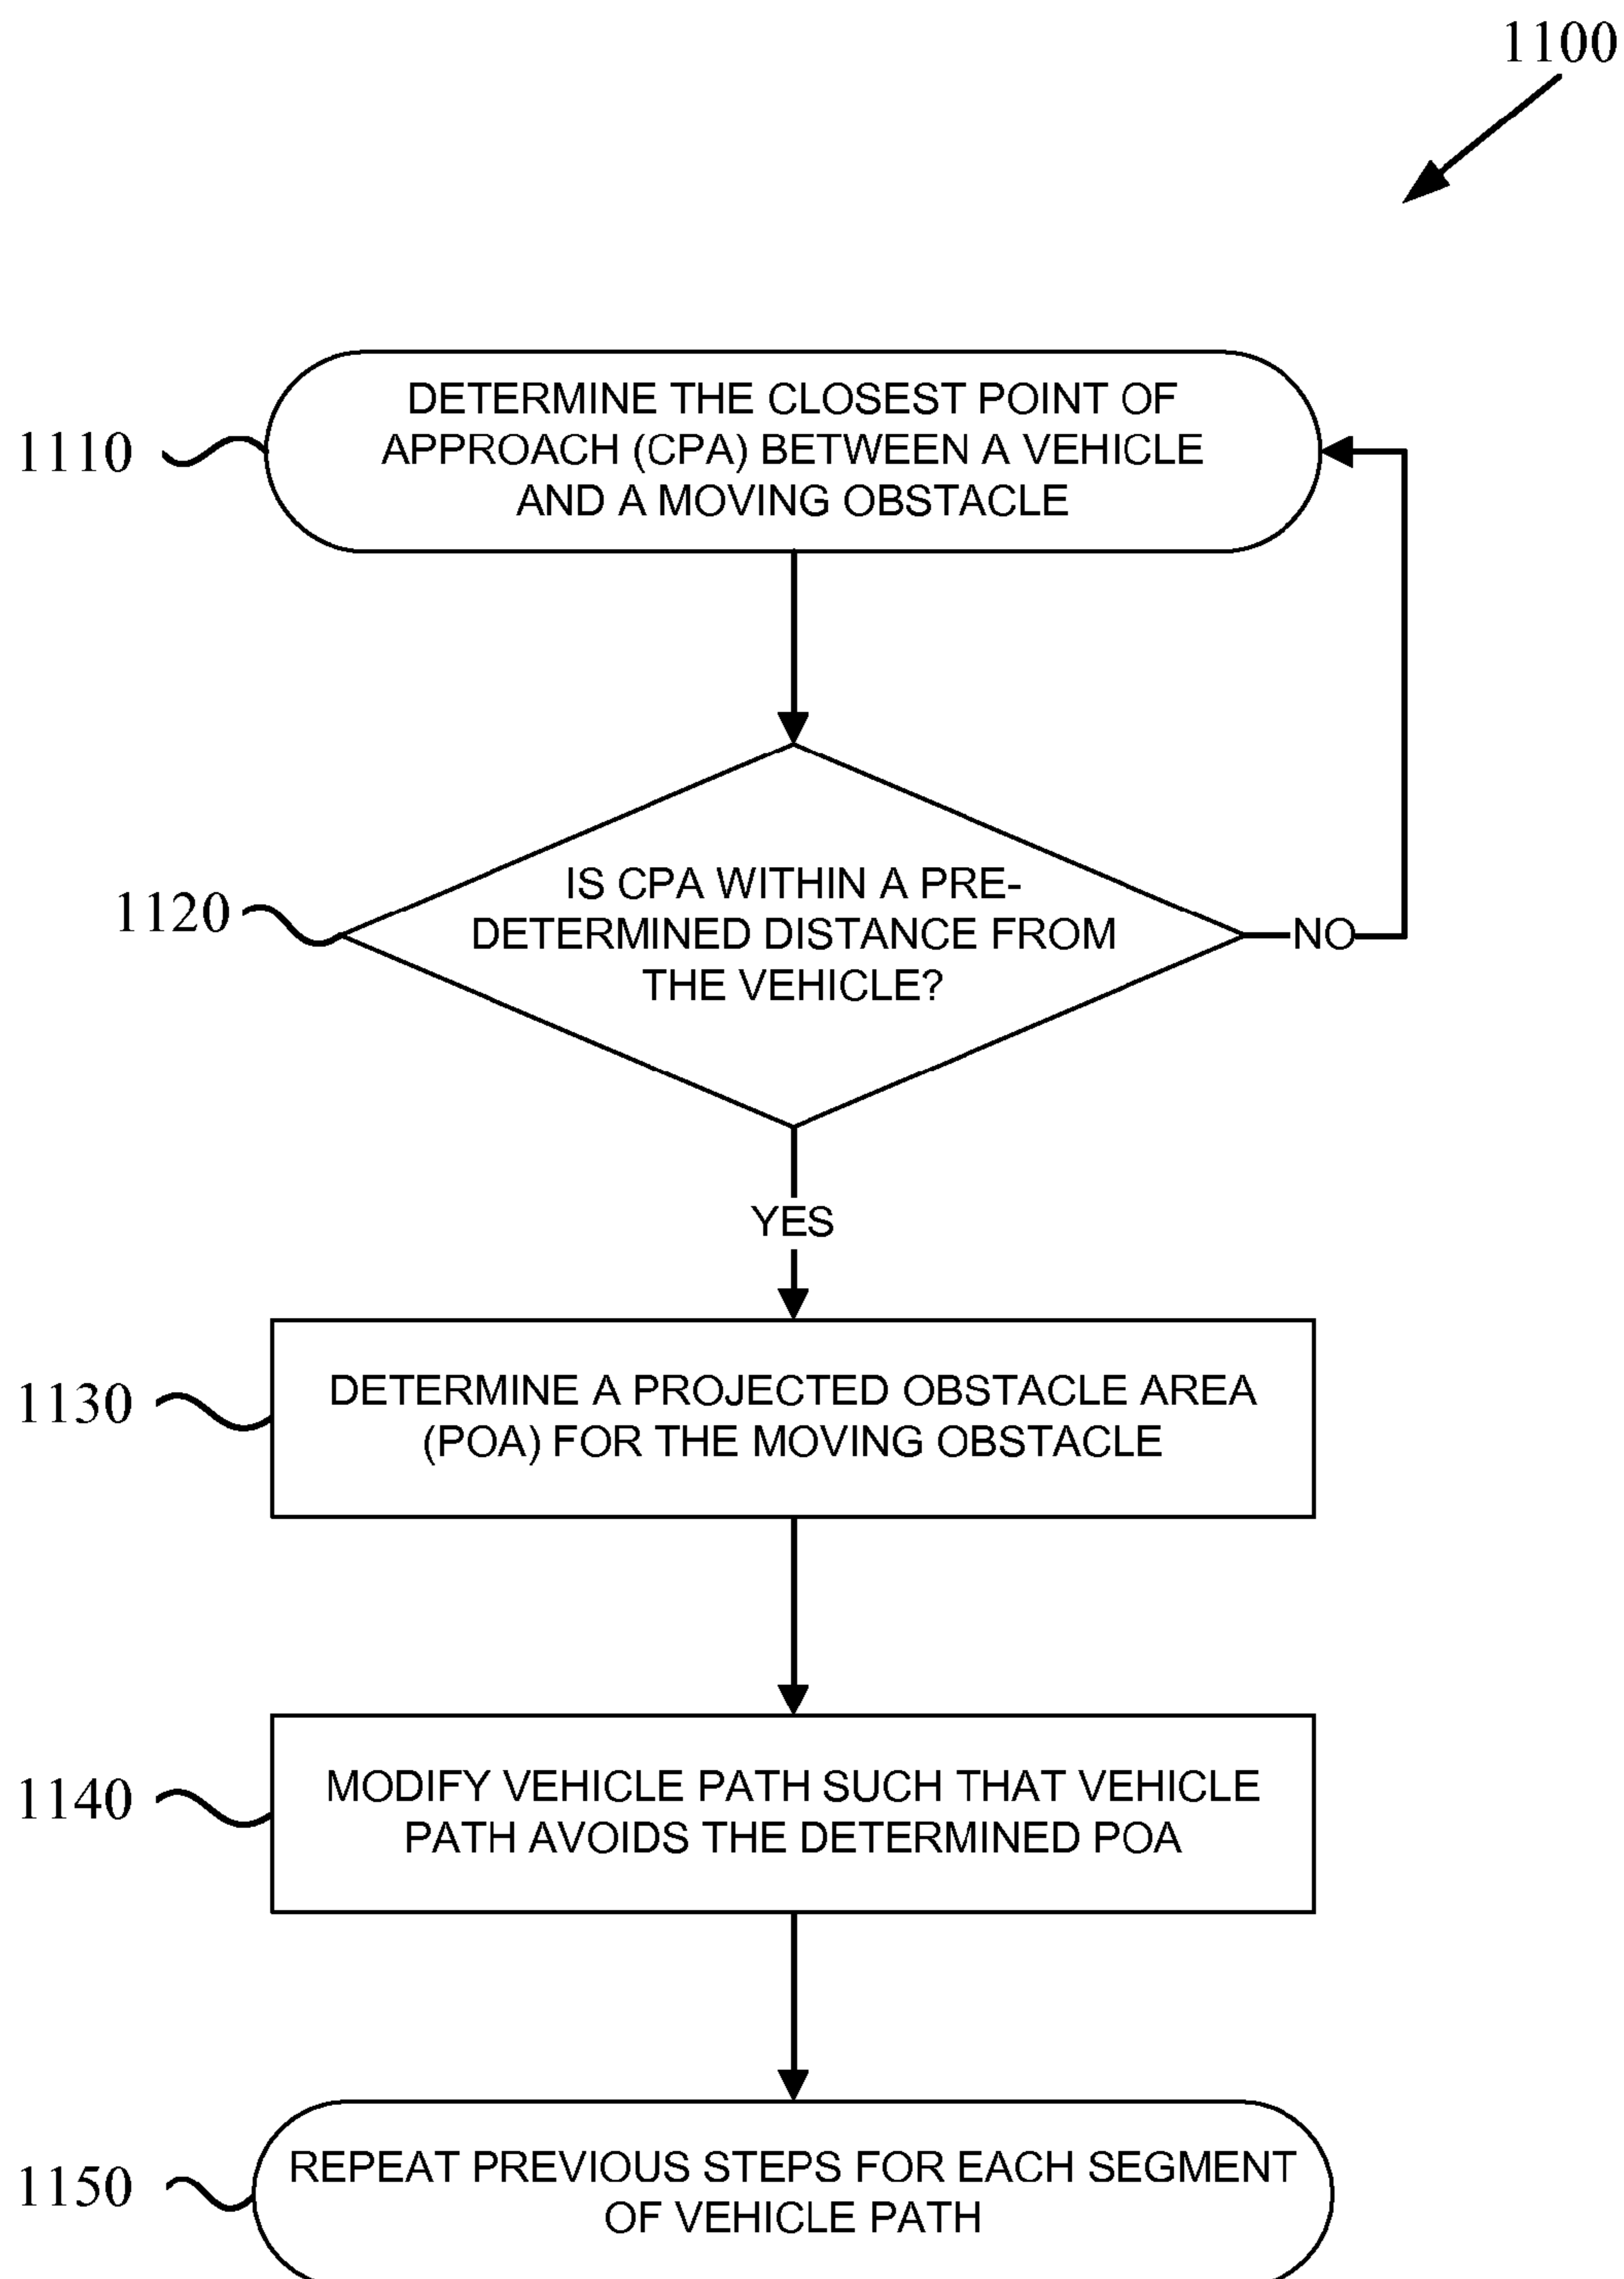 1100
1110
DETERMINE THE CLOSEST POINT OF
APPROACH (CPA) BETWEEN A VEHICLE
AND A MOVING OBSTACLE
1120
IS CPA WITHIN A PRE-
DETERMINED DISTANCE FROM
THE VEHICLE?
NO
YES
1130
DETERMINE A PROJECTED OBSTACLE AREA
(POA) FOR THE MOVING OBSTACLE
1140
MODIFY VEHICLE PATH SUCH THAT VEHICLE
PATH AVOIDS THE DETERMINED POA
1150
REPEAT PREVIOUS STEPS FOR EACH SEGMENT
OF VEHICLE PATH